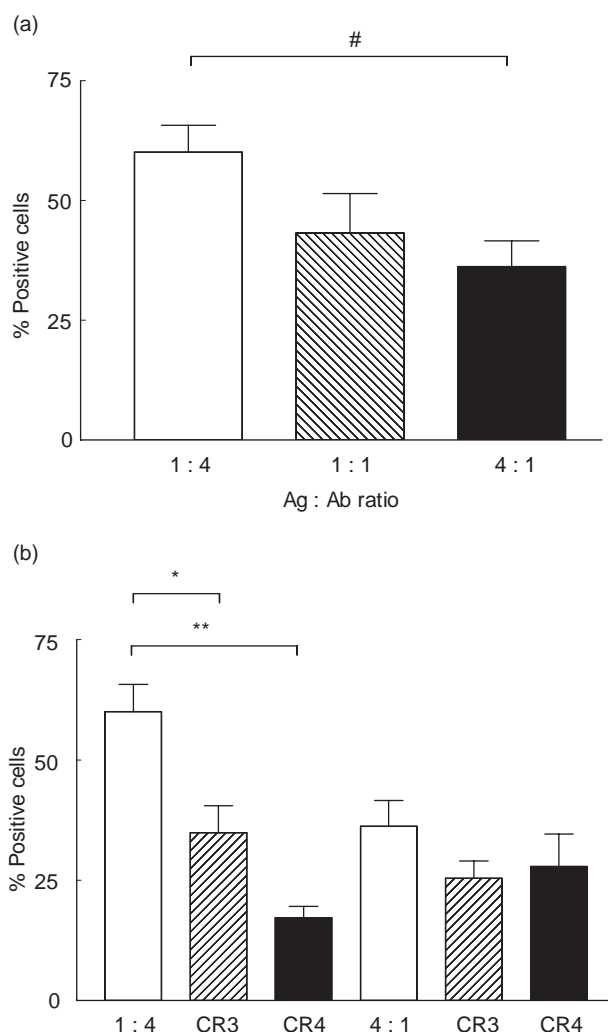 (a)
#
75
50
25
0
% Positive cells
1 : 4 1 : 1 4 : 1
Ag : Ab ratio
(b)
*
**
75
50
25
0
% Positive cells
1 : 4 CR3 CR4 4 : 1 CR3 CR4